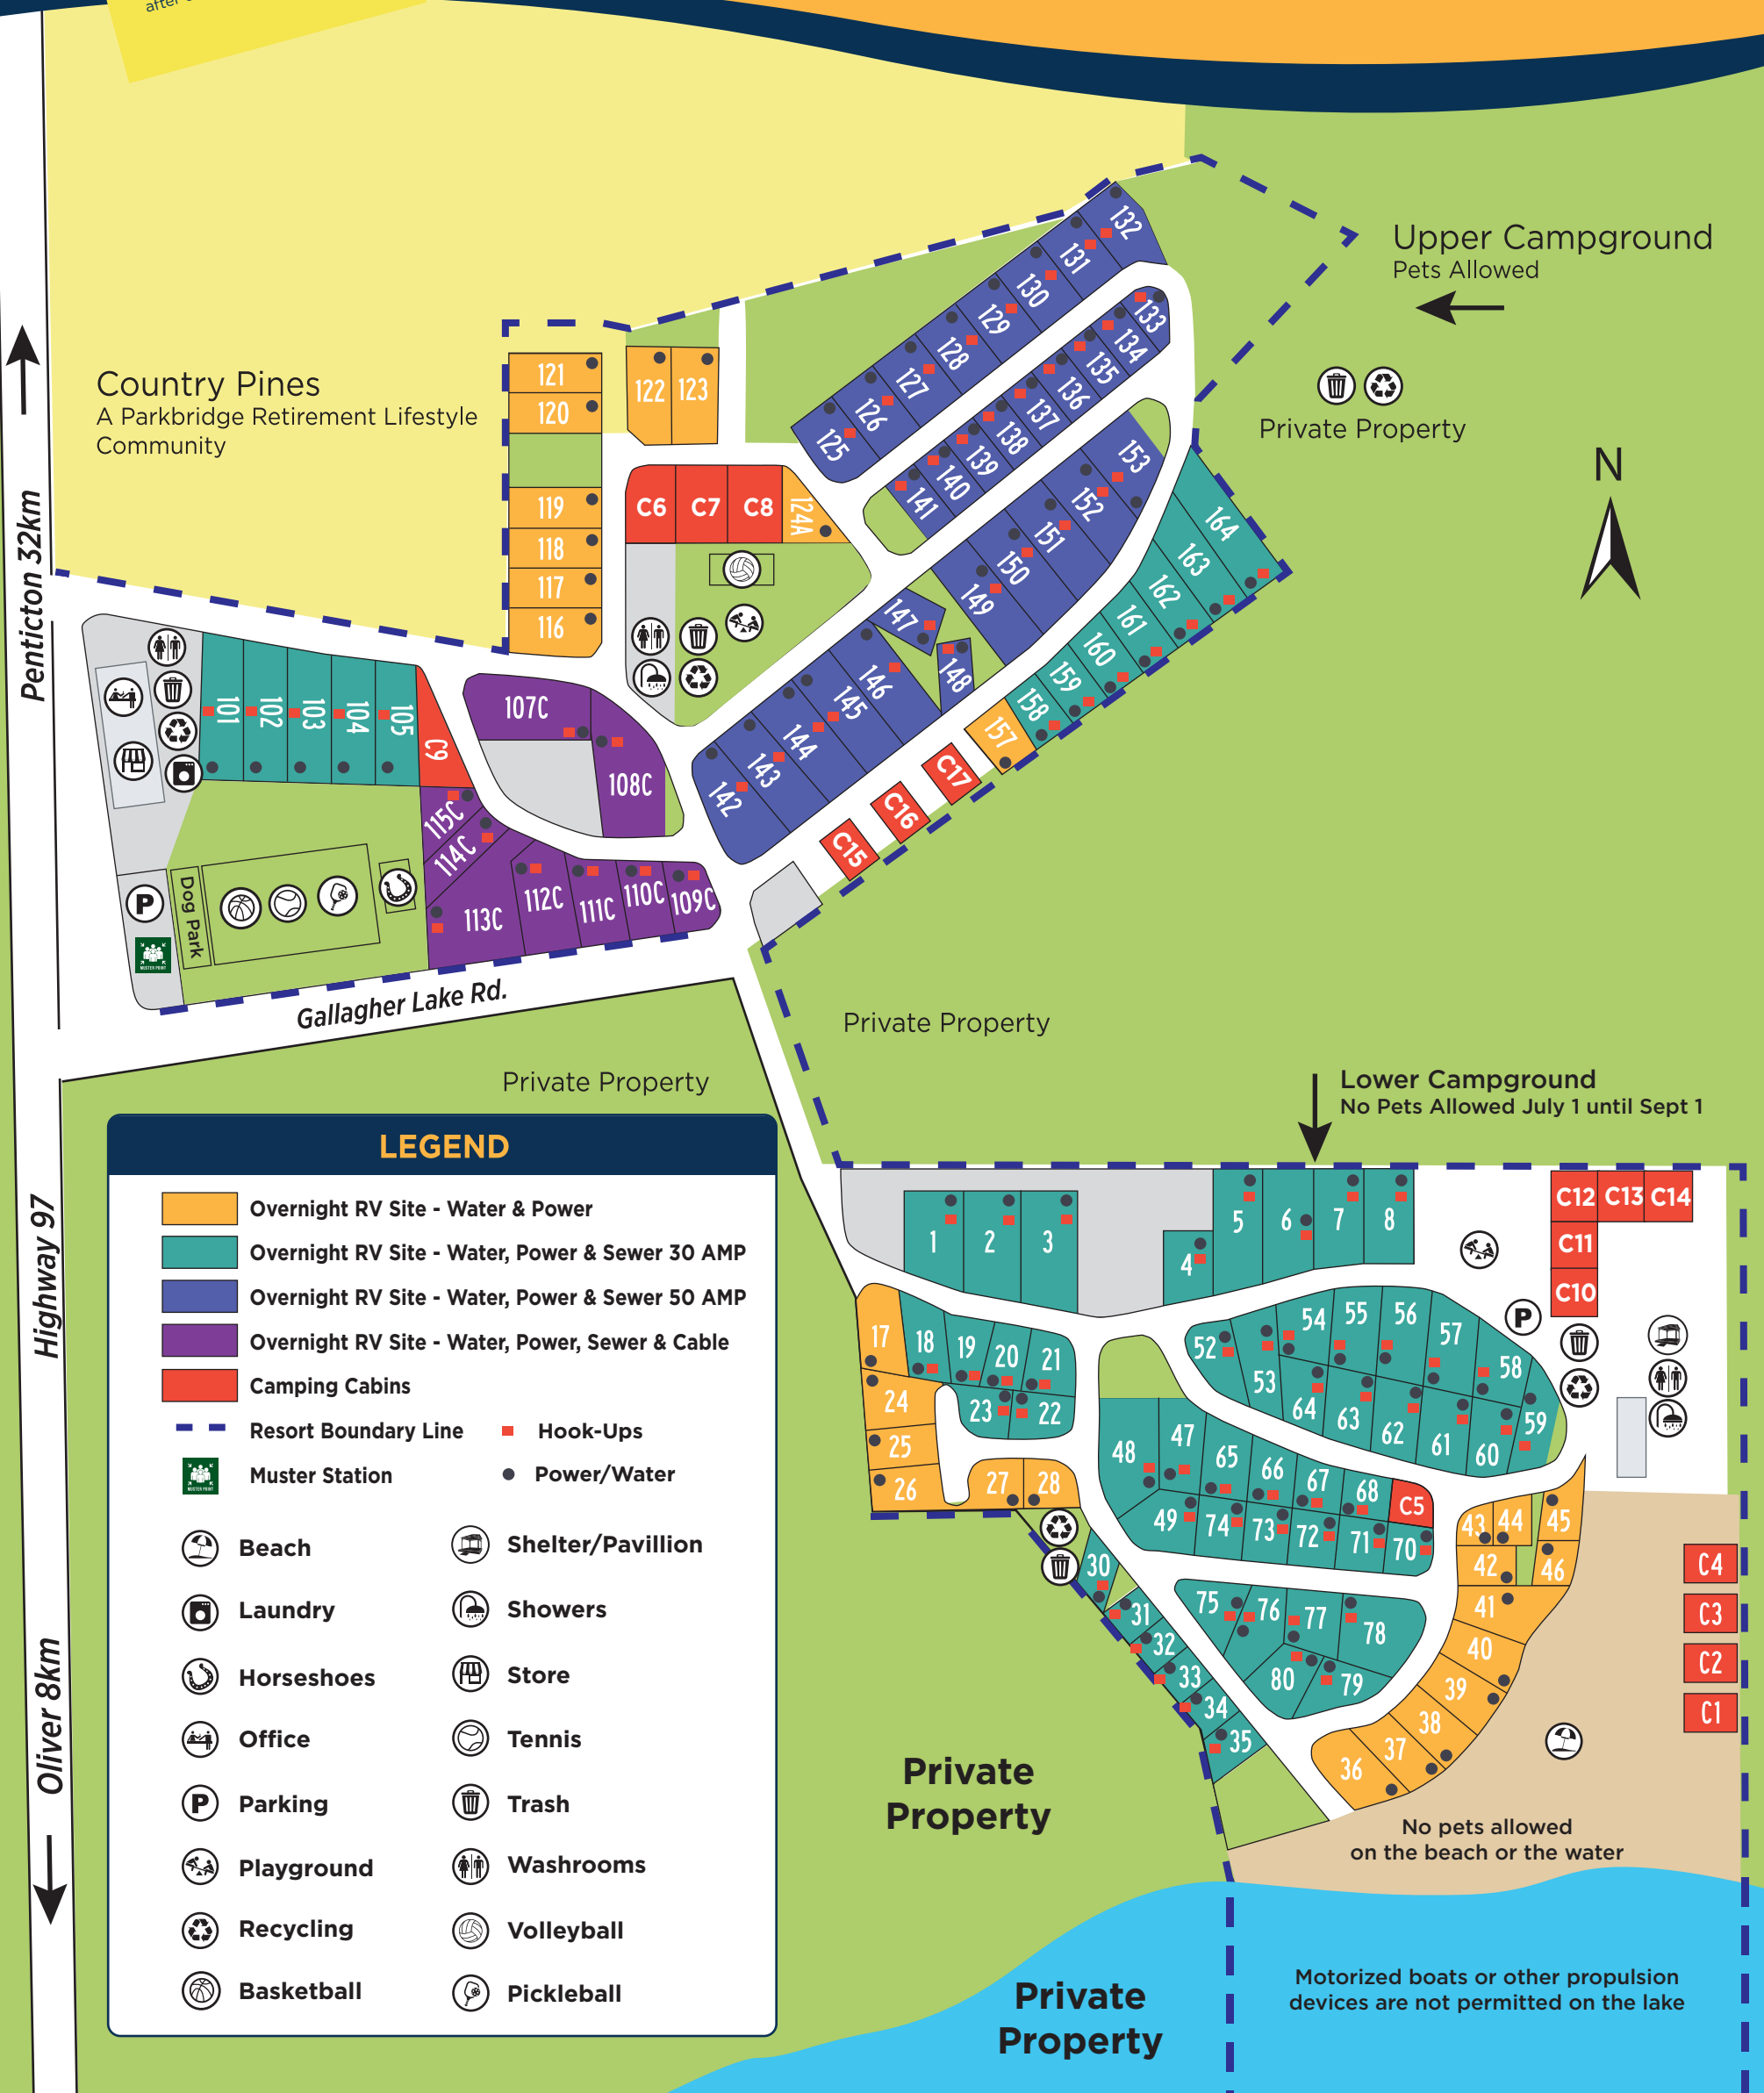 after
Upper Campground
Pets Allowed
Country Pines
A Parkbridge Retirement Lifestyle
Community
Private Property
N
Penticton 32km
132
131
130
129
128
127
126
125
133
134
135
136
137
138
139
140
141
153
152
151
150
149
147
148
146
145
144
143
142
164
163
162
161
160
159
158
157
C17
C16
C15
121
120
119
118
117
116
122
123
C6
C7
C8
124A
101
102
103
104
105
C9
107C
108C
115C
114C
113C
112C
111C
110C
109C
P
MUSTER POINT
Dog Park
Gallagher Lake Rd.
Private Property
Private Property
Lower Campground
No Pets Allowed July 1 until Sept 1
Highway 97
Oliver 8km
LEGEND
Overnight RV Site - Water & Power
Overnight RV Site - Water, Power & Sewer 30 AMP
Overnight RV Site - Water, Power & Sewer 50 AMP
Overnight RV Site - Water, Power, Sewer & Cable
Camping Cabins
Resort Boundary Line
Hook-Ups
MUSTER POINT
Muster Station
Power/Water
Beach
Shelter/Pavillion
Laundry
Showers
Horseshoes
Store
Office
Tennis
P
Parking
Trash
Playground
Washrooms
Recycling
Volleyball
Basketball
Pickleball
1
2
3
4
5
6
7
8
C12
C13
C14
C11
C10
P
17
18
19
20
21
22
23
24
25
26
27
28
52
53
54
55
56
57
58
59
60
61
62
63
64
48
47
65
66
67
68
C5
49
74
73
72
71
70
43
44
45
42
46
41
40
39
38
37
36
30
31
32
33
34
35
75
76
77
78
79
80
C4
C3
C2
C1
Private
Property
No pets allowed
on the beach or the water
Private
Property
Motorized boats or other propulsion
devices are not permitted on the lake